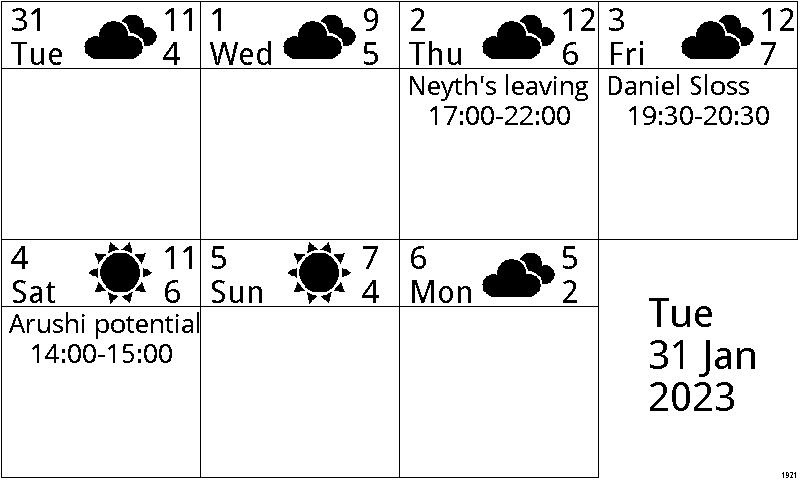 31 11
Tue 4
1 9
Wed 5
2 12
Thu 6
3 12
Fri 7
Neyth's leaving
17:00-22:00
Daniel Sloss
19:30-20:30
4 11
Sat 6
5 7
Sun 4
6 5
Mon 2
Arushi potential
14:00-15:00
Tue
31 Jan
2023
1921